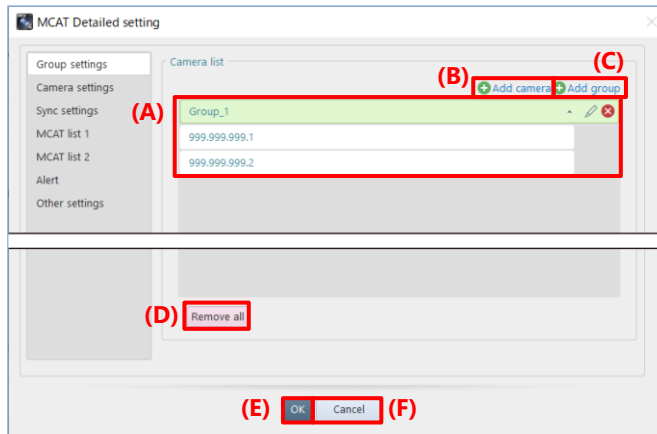 MCAT Detailed setting
Group settings
Camera settings
Sync settings
MCAT list 1
MCAT list 2
Alert
Other settings
Camera list
(B) Add camera (C) Add group
(A) Group_1
999.999.999.1
999.999.999.2
(D) Remove all
(E) OK Cancel (F)